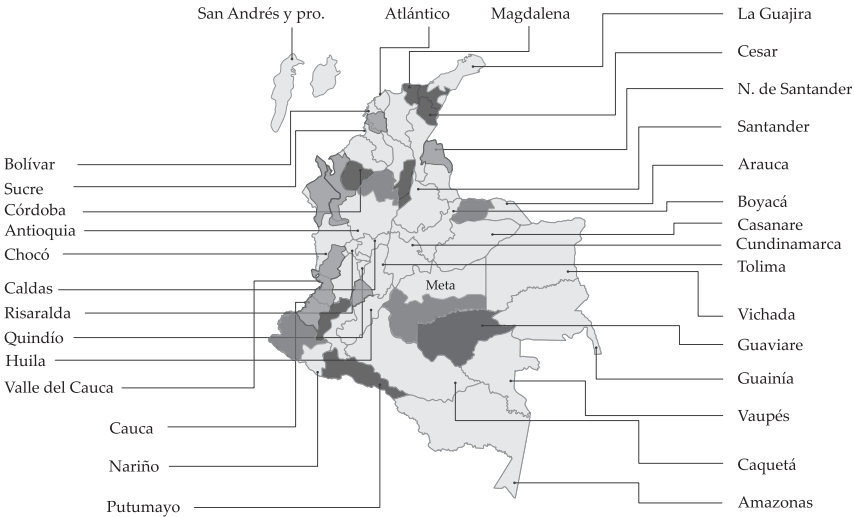 San Andrés y pro.
Atlántico
Magdalena
La Guajira
Cesar
N. de Santander
Santander
Arauca
Boyacá
Casanare
Cundinamarca
Tolima
Vichada
Guaviare
Guainía
Vaupés
Caquetá
Amazonas
Bolívar
Sucre
Córdoba
Antioquia
Chocó
Caldas
Risaralda
Quindío
Huila
Valle del Cauca
Cauca
Nariño
Putumayo
Meta